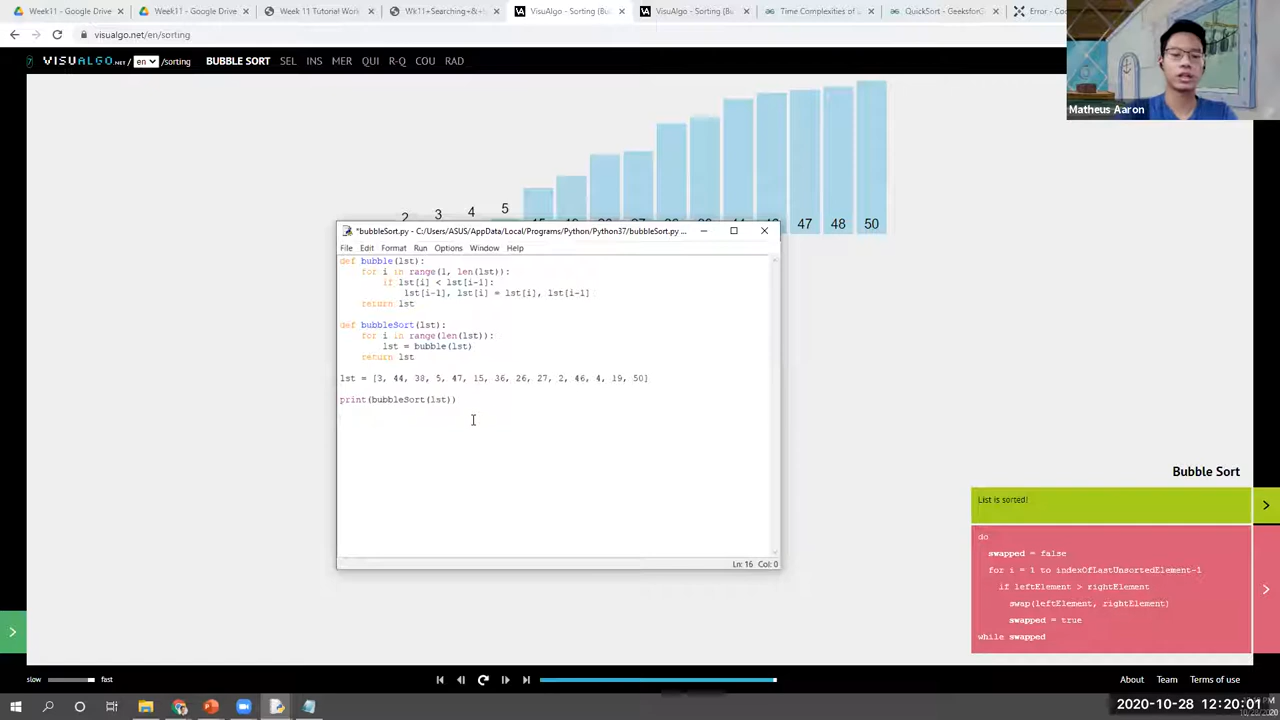 Week11 - Google Drive
Week11 - Google Drive
Week 11 Tutorial Work
Wk11+Searching+&+
VisuAlgo - Sorting (Bu
VisuAlgo - Sorting (B
Time Complexities of
QuickSort - GeeksforG
Error - Co
visualgo.net/en/sorting
7 VISUALGO.NET/ en /sorting BUBBLE SORT SEL INS MER QUI R-Q COU RAD
Matheus Aaron
2 3 4 5
47 48 50
*bubbleSort.py - C:/Users/ASUS/AppData/Local/Programs/Python/Python37/bubbleSort.py ...
File Edit Format Run Options Window Help
def bubble(lst):
for i in range(1, len(lst)):
if lst[i] < lst[i-1]:
lst[i-1], lst[i] = lst[i], lst[i-1]
return lst
def bubbleSort(lst):
for i in range(len(lst)):
lst = bubble(lst)
return lst
lst = [3, 44, 38, 5, 47, 15, 36, 26, 27, 2, 46, 4, 19, 50]
print(bubbleSort(lst))
Ln: 16 Col: 0
Bubble Sort
List is sorted!
do
swapped = false
for i = 1 to indexOfLastUnsortedElement-1
if leftElement > rightElement
swap(leftElement, rightElement)
swapped = true
while swapped
slow fast
About Team Terms of use
2020-10-28 12:20:01